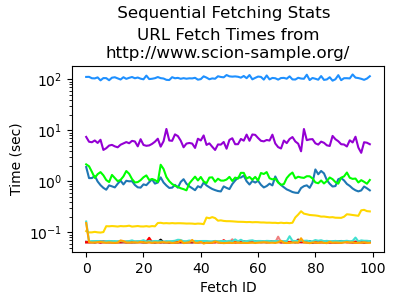 Sequential Fetching Stats
URL Fetch Times from
http://www.scion-sample.org/
Time (sec)
10²
10¹
10⁰
10⁻¹
0 20 40 60 80 100
Fetch ID